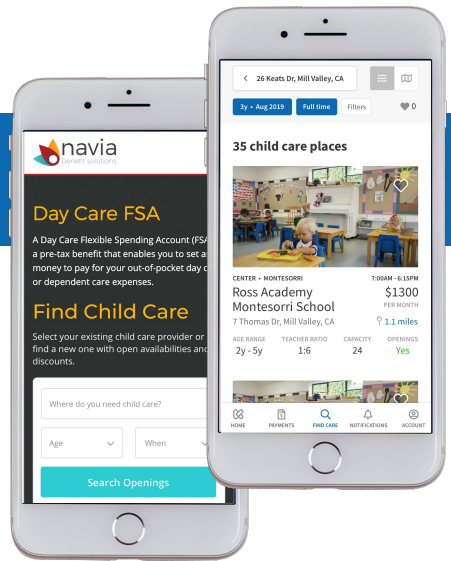 navia
benefit solutions
Day Care FSA
A Day Care Flexible Spending Account (FSA
a pre-tax benefit that enables you to set as
money to pay for your out-of-pocket day c
or dependent care expenses.
Find Child Care
Select your existing child care provider or
find a new one with open availabilities and
discounts.
Where do you need child care?
Age
When
Search Openings
26 Keats Dr, Mill Valley, CA
3y • Aug 2019
Full time
Filters
0
35 child care places
CENTER • MONTESSORI
7:00AM - 6:15PM
Ross Academy
Montesorri School
$1300
PER MONTH
7 Thomas Dr, Mill Valley, CA
1.1 miles
AGE RANGE
TEACHER RATIO
CAPACITY
OPENINGS
2y - 5y
1:6
24
Yes
HOME
PAYMENTS
FIND CARE
NOTIFICATIONS
ACCOUNT